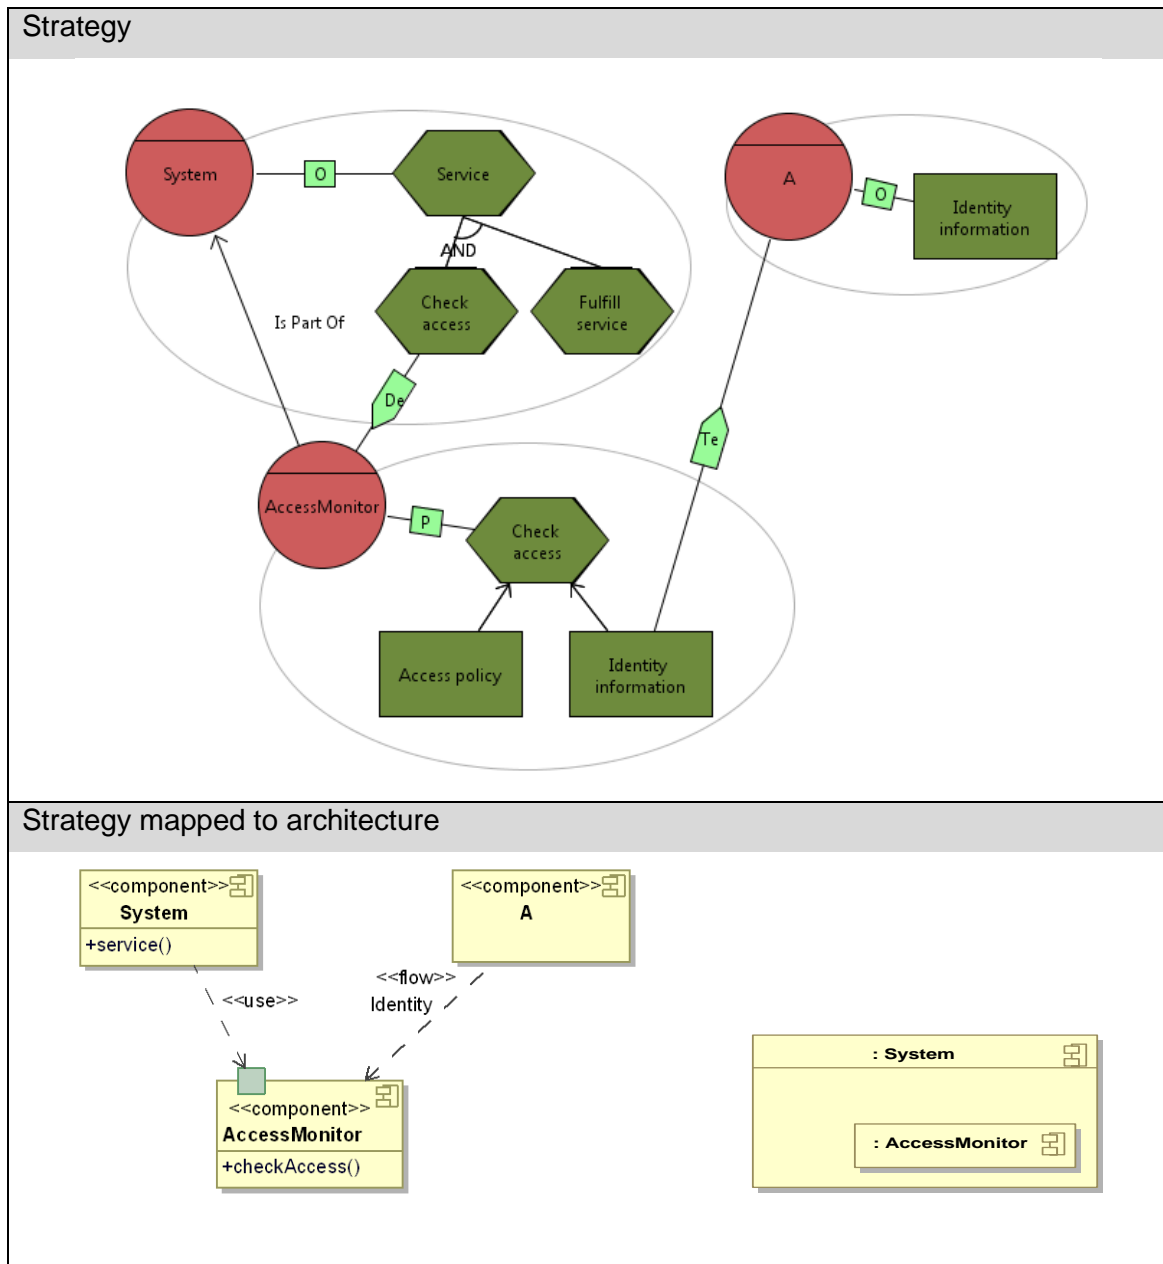 Strategy
System
O
Service
A
O
Identity
information
AND
Check
access
Fulfill
service
Is Part Of
De
Te
AccessMonitor
P
Check
access
Access policy
Identity
information
Strategy mapped to architecture
<<component>>
System
+service()
<<component>>
A
<<use>>
<<flow>>
Identity
<<component>>
AccessMonitor
+checkAccess()
: System
: AccessMonitor